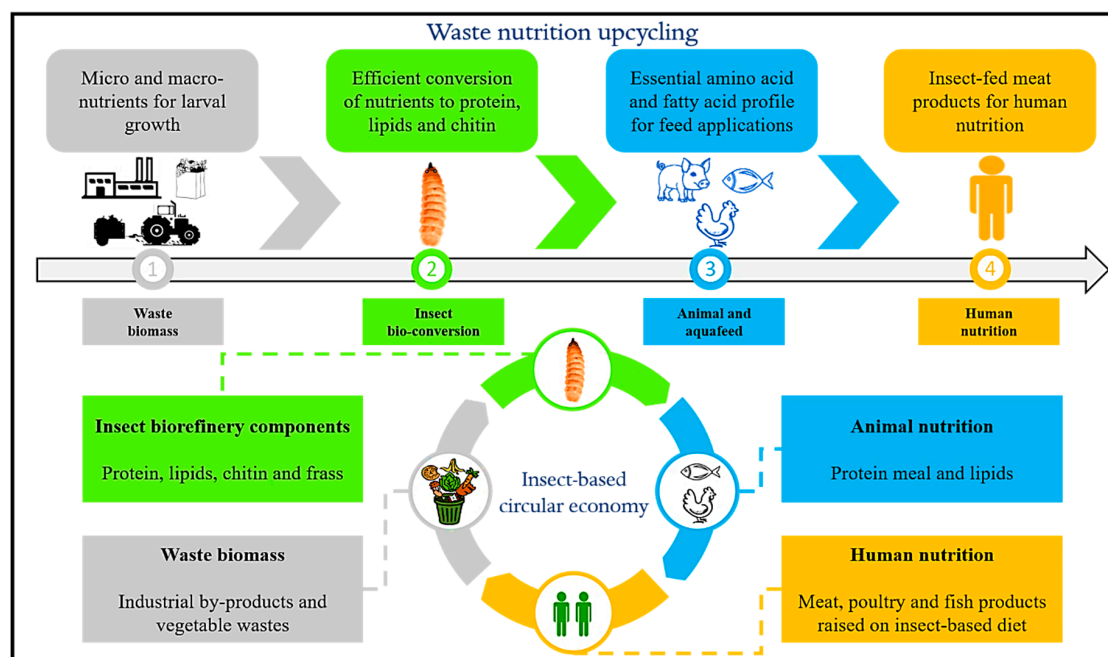 Waste nutrition upcycling
Micro and macro-
nutrients for larval
growth
Efficient conversion
of nutrients to protein,
lipids and chitin
Essential amino acid
and fatty acid profile
for feed applications
Insect-fed meat
products for human
nutrition
1
2
3
4
Waste
biomass
Insect
bio-conversion
Animal and
aquafeed
Human
nutrition
Insect biorefinery components
Protein, lipids, chitin and frass
Insect-based
circular economy
Animal nutrition
Protein meal and lipids
Waste biomass
Industrial by-products and
vegetable wastes
Human nutrition
Meat, poultry and fish products
raised on insect-based diet